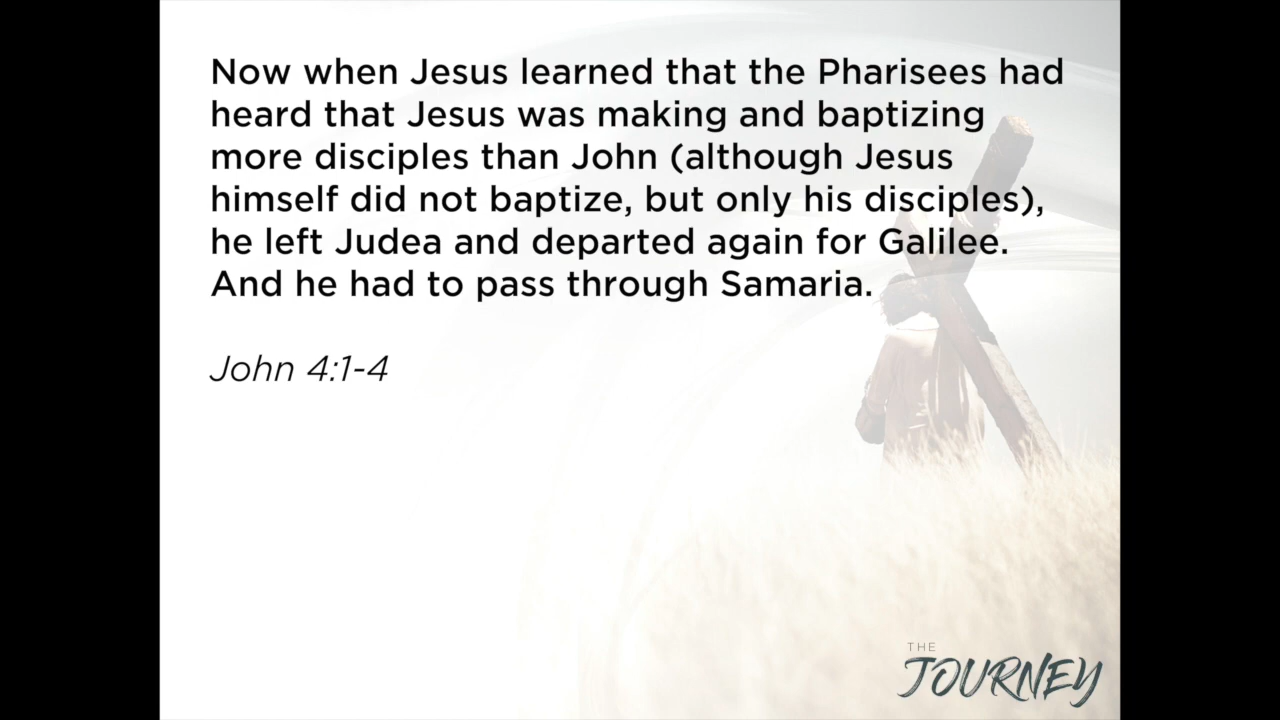 Now when Jesus learned that the Pharisees had
heard that Jesus was making and baptizing
more disciples than John (although Jesus
himself did not baptize, but only his disciples),
he left Judea and departed again for Galilee.
And he had to pass through Samaria.
John 4:1-4
THE
JOURNEY